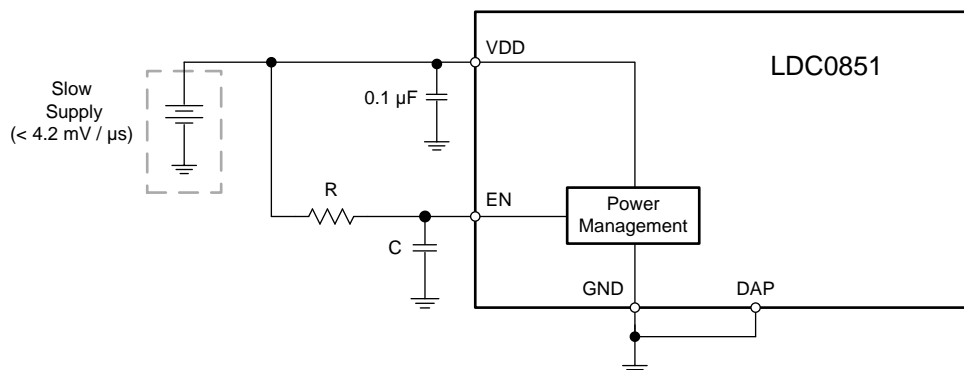 VDD
LDC0851
Slow
Supply
(< 4.2 mV / µs)
0.1 µF
R
EN
Power
Management
C
GND
DAP